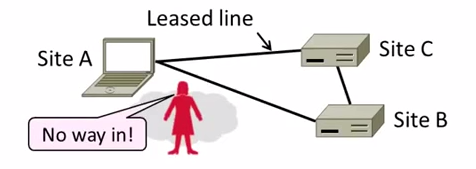 Leased line
Site A
Site C
No way in!
Site B